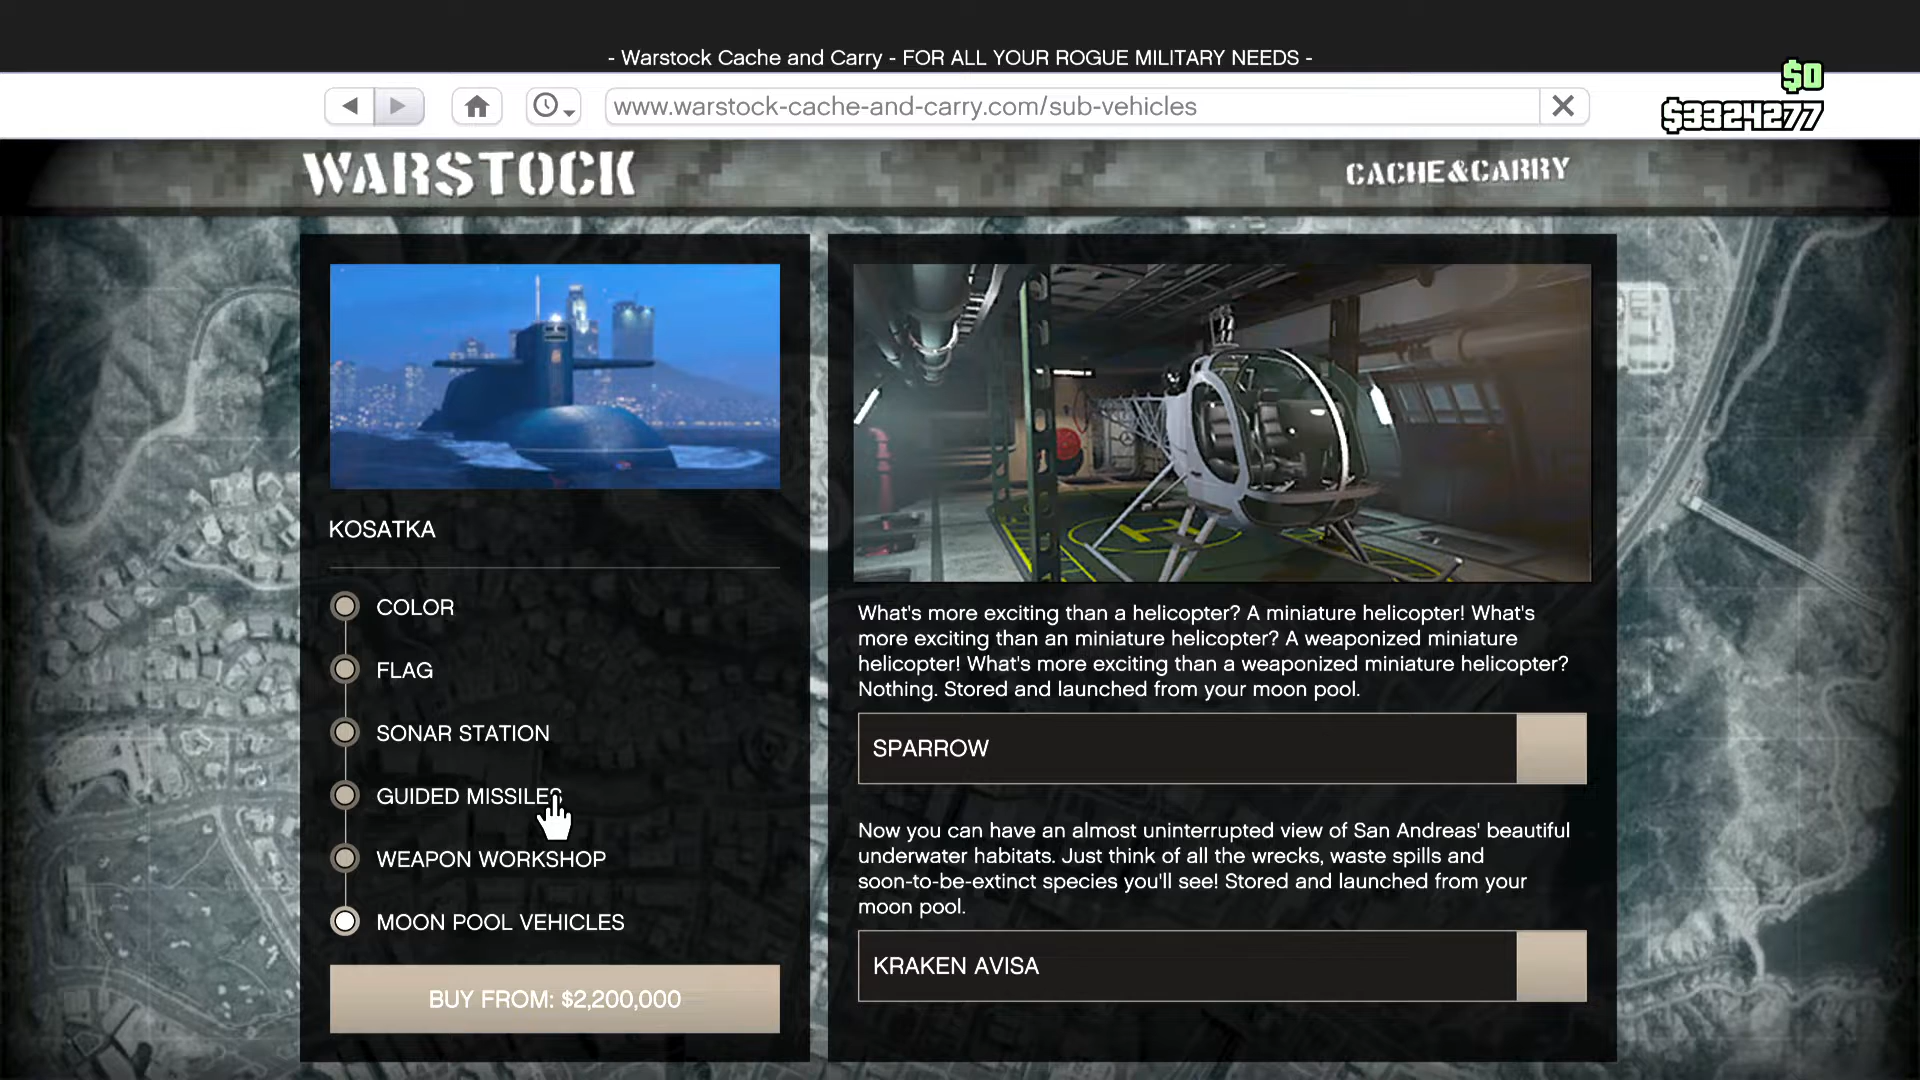 - Warstock Cache and Carry - FOR ALL YOUR ROGUE MILITARY NEEDS -
$0
www.warstock-cache-and-carry.com/sub-vehicles
$3324277
WARSTOCK
CACHE&CARRY
KOSATKA
COLOR
FLAG
SONAR STATION
GUIDED MISSILES
WEAPON WORKSHOP
MOON POOL VEHICLES
BUY FROM: $2,200,000
What's more exciting than a helicopter? A miniature helicopter! What's
more exciting than an miniature helicopter? A weaponized miniature
helicopter! What's more exciting than a weaponized miniature helicopter?
Nothing. Stored and launched from your moon pool.
SPARROW
Now you can have an almost uninterrupted view of San Andreas' beautiful
underwater habitats. Just think of all the wrecks, waste spills and
soon-to-be-extinct species you'll see! Stored and launched from your
moon pool.
KRAKEN AVISA